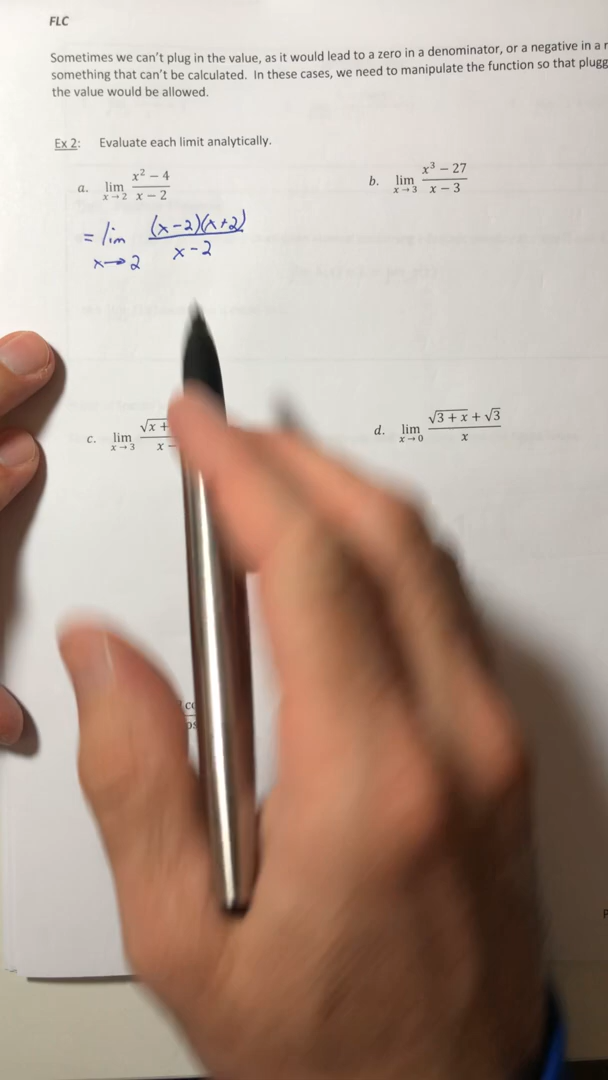 FLC
Sometimes we can't plug in the value, as it would lead to a zero in a denominator, or a negative in a
something that can't be calculated. In these cases, we need to manipulate the function so that
the value would be allowed.
Ex 2: Evaluate each limit analytically.
a. lim x→2 x² − 4 / x − 2
b. lim x→3 x³ − 27 / x − 3
= lim x→2 (x−2)(x+2) / x−2
c. lim x→3 √x + / x −
d. lim x→0 √3 + x + √3 / x